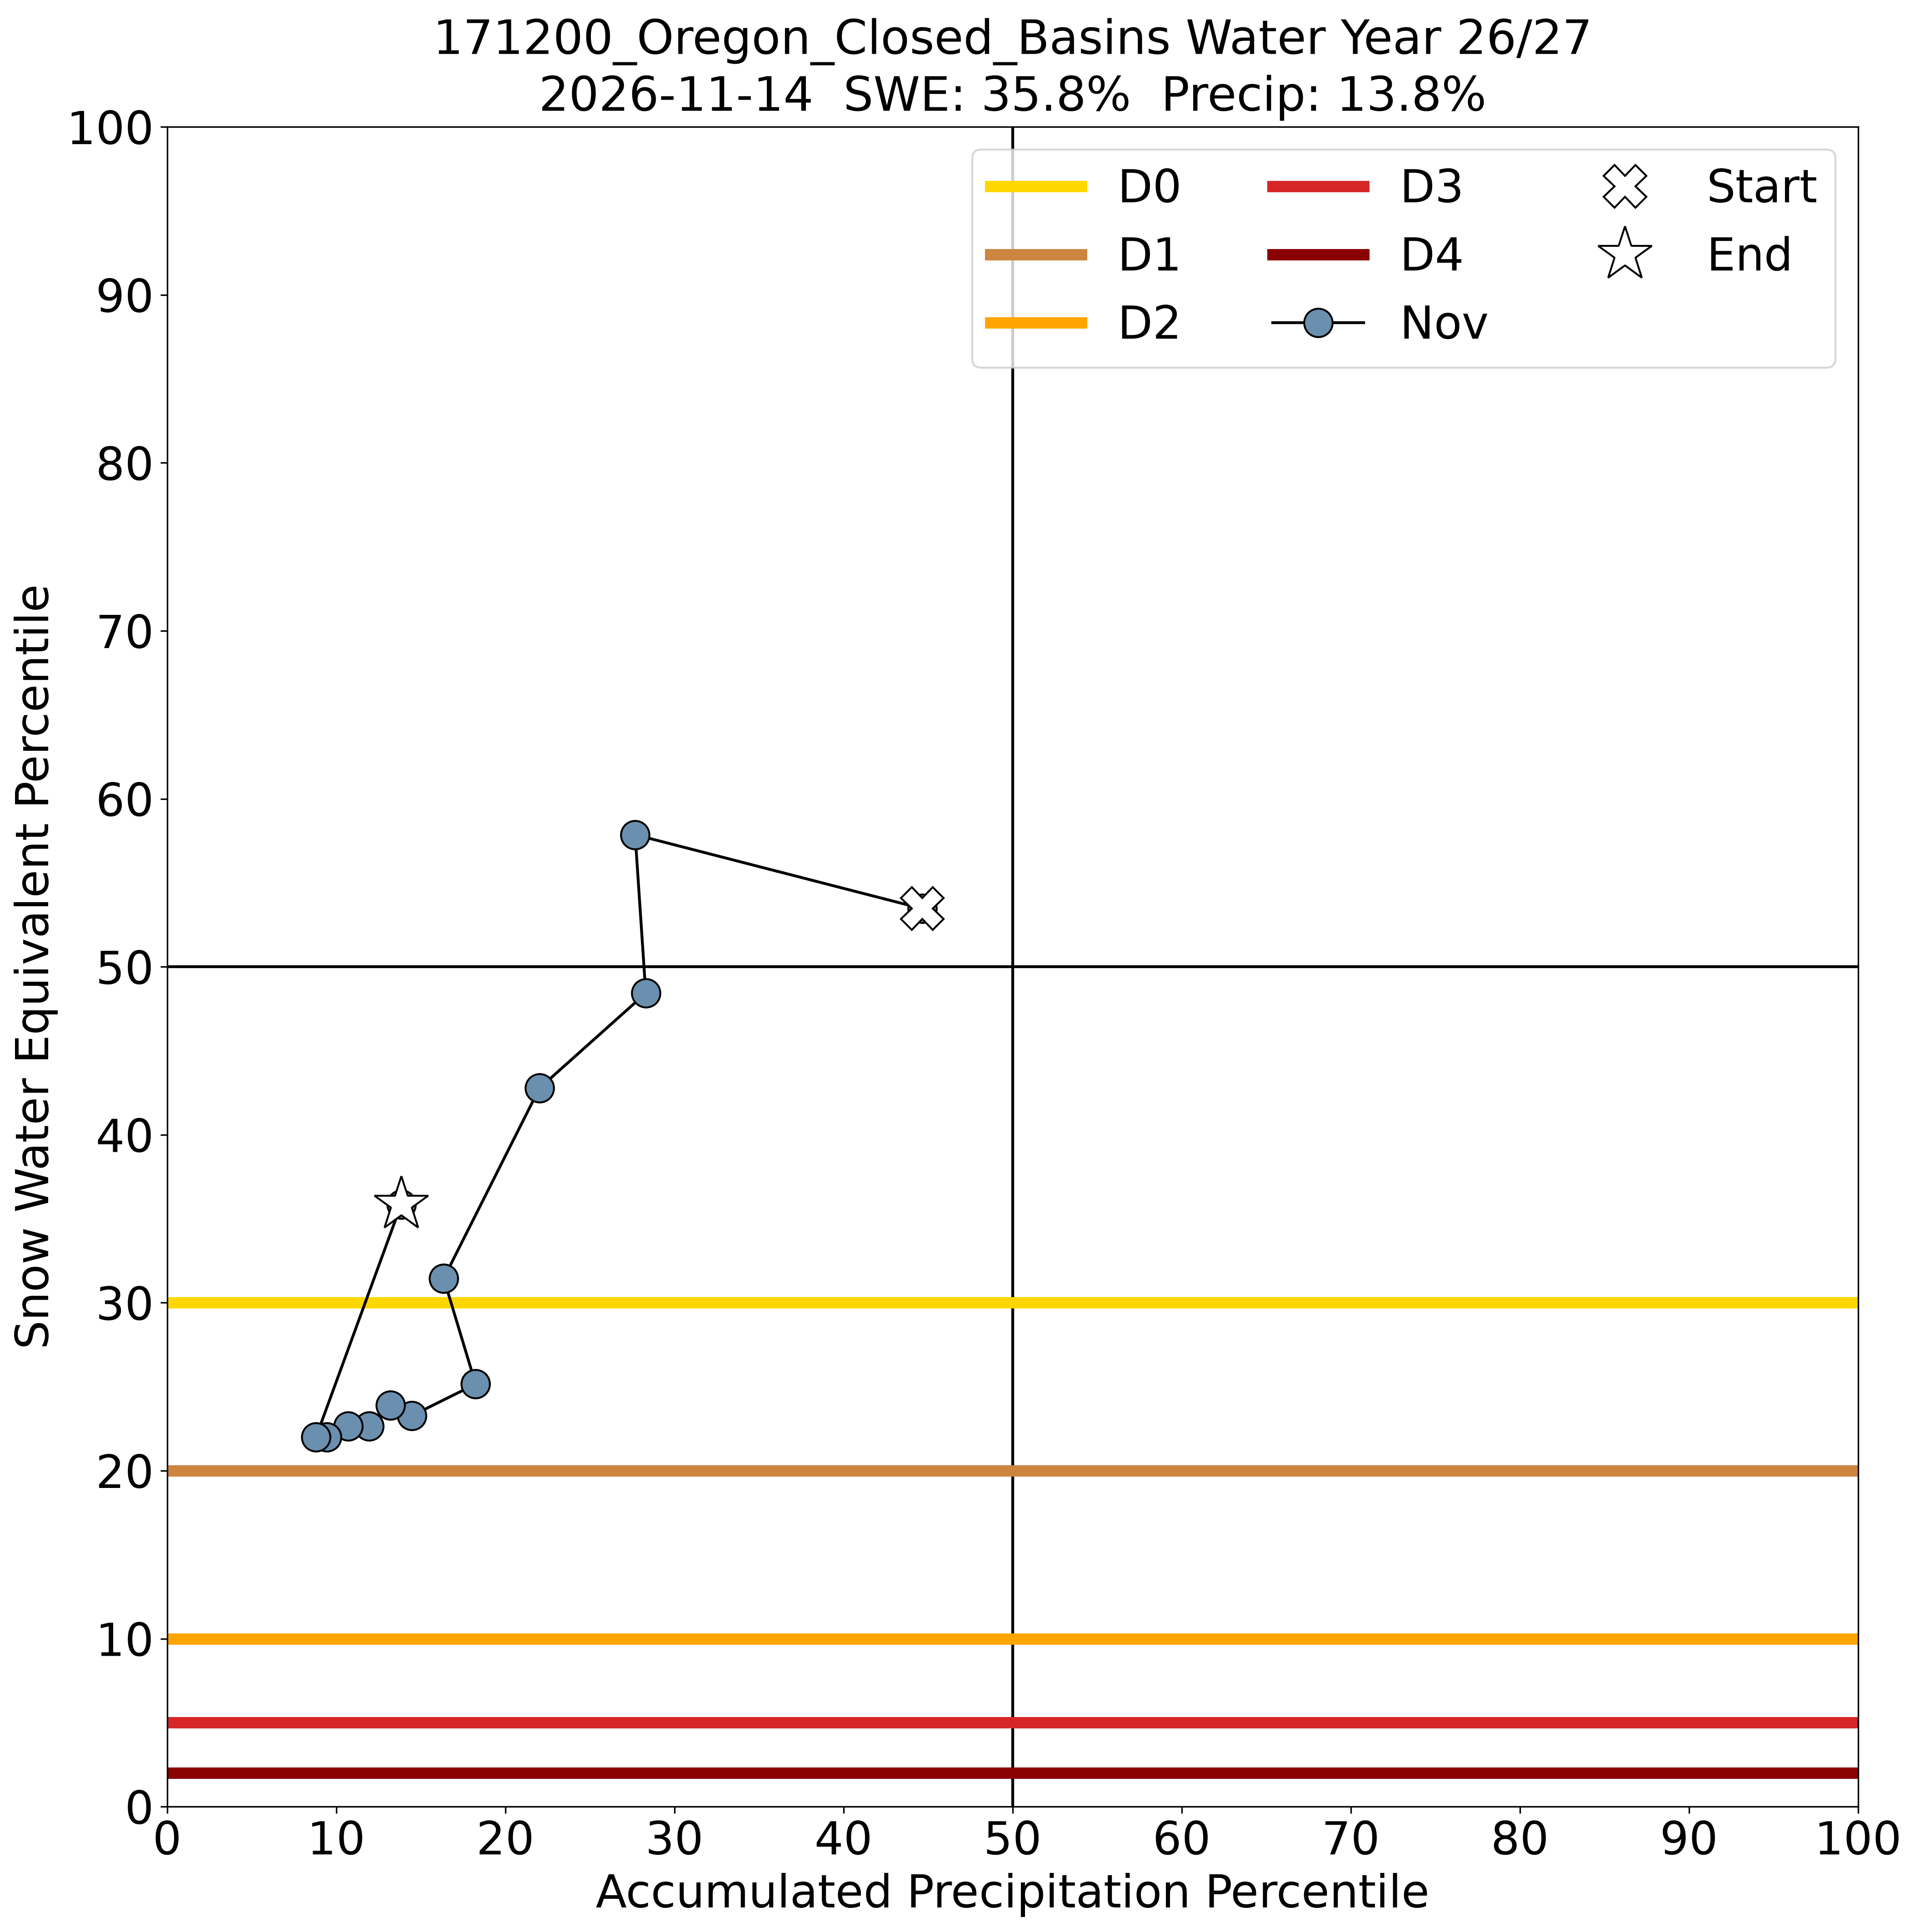 171200_Oregon_Closed_Basins Water Year 26/27
2026-11-14 SWE: 35.8% Precip: 13.8%
100
90
80
70
60
50
40
30
20
10
0
Snow Water Equivalent Percentile
D0
D1
D2
D3
D4
Nov
Start
End
0 10 20 30 40 50 60 70 80 90 100
Accumulated Precipitation Percentile